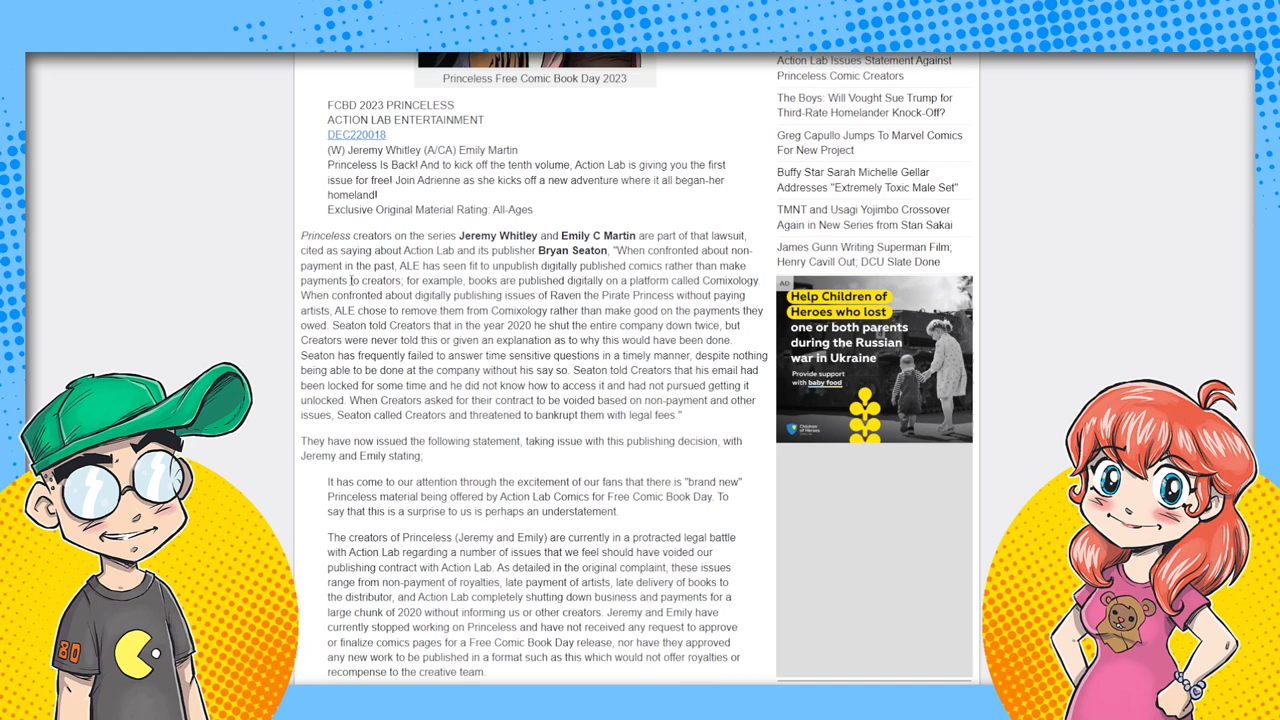 Princeless Free Comic Book Day 2023
FCBD 2023 PRINCELESS
ACTION LAB ENTERTAINMENT
DEC220018
(W) Jeremy Whitley (A/CA) Emily Martin
Princeless Is Back! And to kick off the tenth volume, Action Lab is giving you the first
issue for free! Join Adrienne as she kicks off a new adventure where it all began-her
homeland!
Exclusive Original Material Rating: All-Ages
Princeless creators on the series Jeremy Whitley and Emily C Martin are part of that lawsuit,
cited as saying about Action Lab and its publisher Bryan Seaton, "When confronted about non-
payment in the past, ALE has seen fit to unpublish digitally published comics rather than make
payments to creators; for example, books are published digitally on a platform called Comixology.
When confronted about digitally publishing issues of Raven the Pirate Princess without paying
artists, ALE chose to remove them from Comixology rather than make good on the payments they
owed. Seaton told Creators that in the year 2020 he shut the entire company down twice, but
Creators were never told this or given an explanation as to why this would have been done.
Seaton has frequently failed to answer time sensitive questions in a timely manner, despite nothing
being able to be done at the company without his say so. Seaton told Creators that his email had
been locked for some time and he did not know how to access it and had not pursued getting it
unlocked. When Creators asked for their contract to be voided based on non-payment and other
issues, Seaton called Creators and threatened to bankrupt them with legal fees."
They have now issued the following statement, taking issue with this publishing decision, with
Jeremy and Emily stating;
It has come to our attention through the excitement of our fans that there is "brand new"
Princeless material being offered by Action Lab Comics for Free Comic Book Day. To
say that this is a surprise to us is perhaps an understatement.
The creators of Princeless (Jeremy and Emily) are currently in a protracted legal battle
with Action Lab regarding a number of issues that we feel should have voided our
publishing contract with Action Lab. As detailed in the original complaint, these issues
range from non-payment of royalties, late payment of artists, late delivery of books to
the distributor, and Action Lab completely shutting down business and payments for a
large chunk of 2020 without informing us or other creators. Jeremy and Emily have
currently stopped working on Princeless and have not received any request to approve
or finalize comics pages for a Free Comic Book Day release, nor have they approved
any new work to be published in a format such as this which would not offer royalties or
recompense to the creative team.
Action Lab Issues Statement Against
Princeless Comic Creators
The Boys: Will Vought Sue Trump for
Third-Rate Homelander Knock-Off?
Greg Capullo Jumps To Marvel Comics
For New Project
Buffy Star Sarah Michelle Gellar
Addresses "Extremely Toxic Male Set"
TMNT and Usagi Yojimbo Crossover
Again in New Series from Stan Sakai
James Gunn Writing Superman Film;
Henry Cavill Out; DCU Slate Done
AD
Help Children of
Heroes who lost
one or both parents
during the Russian
war in Ukraine
Provide support
with baby food
Children
of Heroes
80